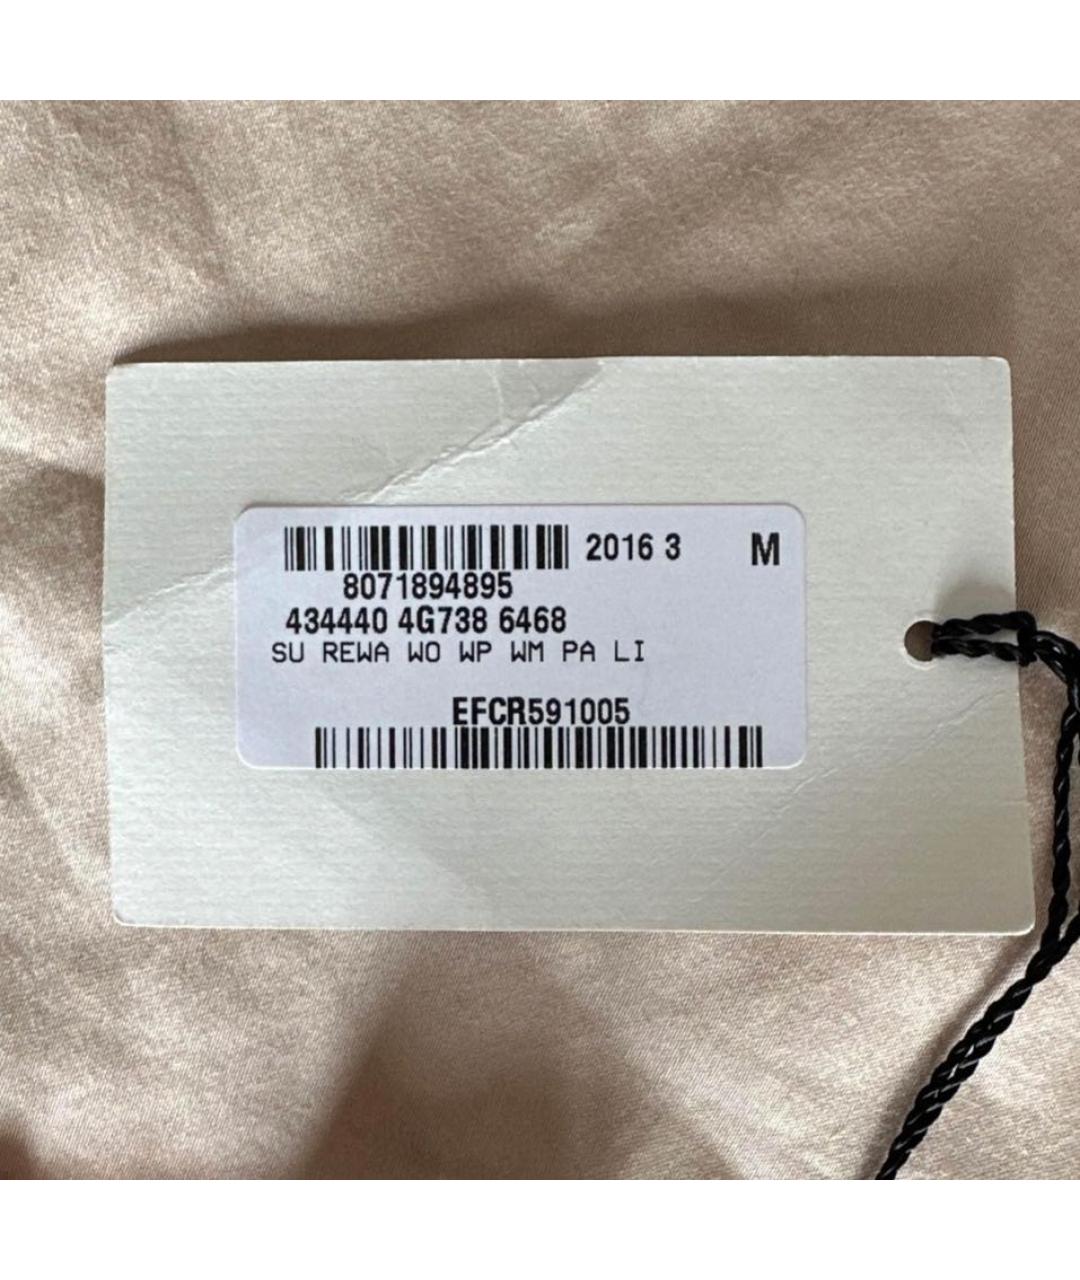 2016 3 M
8071894895
434440 4G738 6468
SU REWA WO WP WM PA LI
EFCR591005